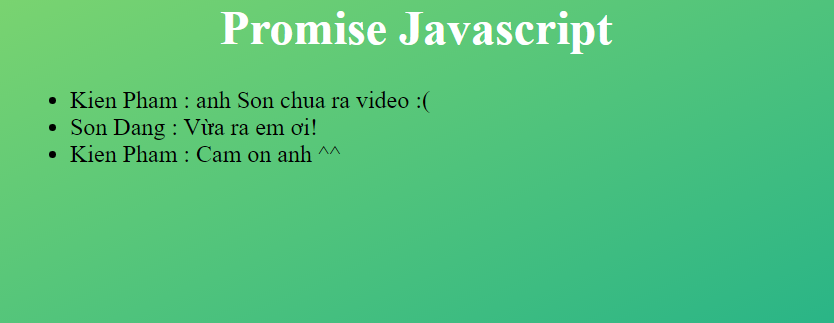 Promise Javascript
Kien Pham : anh Son chua ra video :(
Son Dang : Vừa ra em ơi!
Kien Pham : Cam on anh ^^